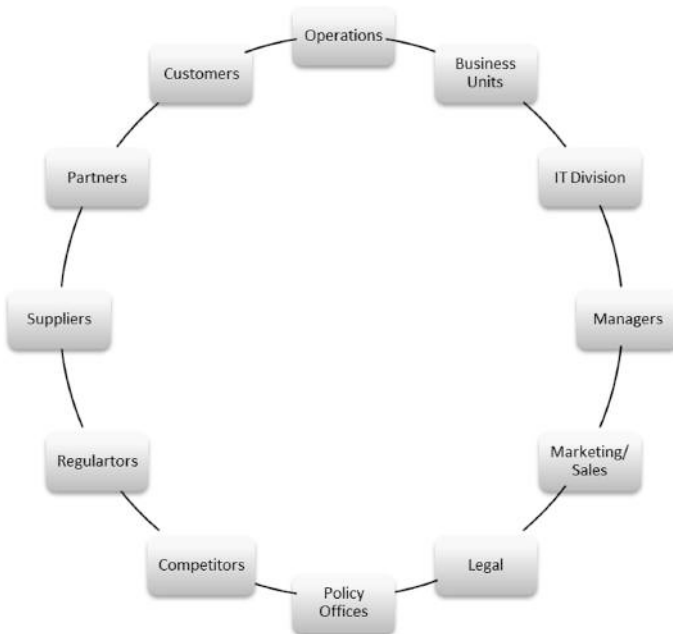 Operations
Business
Units
IT Division
Managers
Marketing/
Sales
Legal
Policy
Offices
Competitors
Regulartors
Suppliers
Partners
Customers